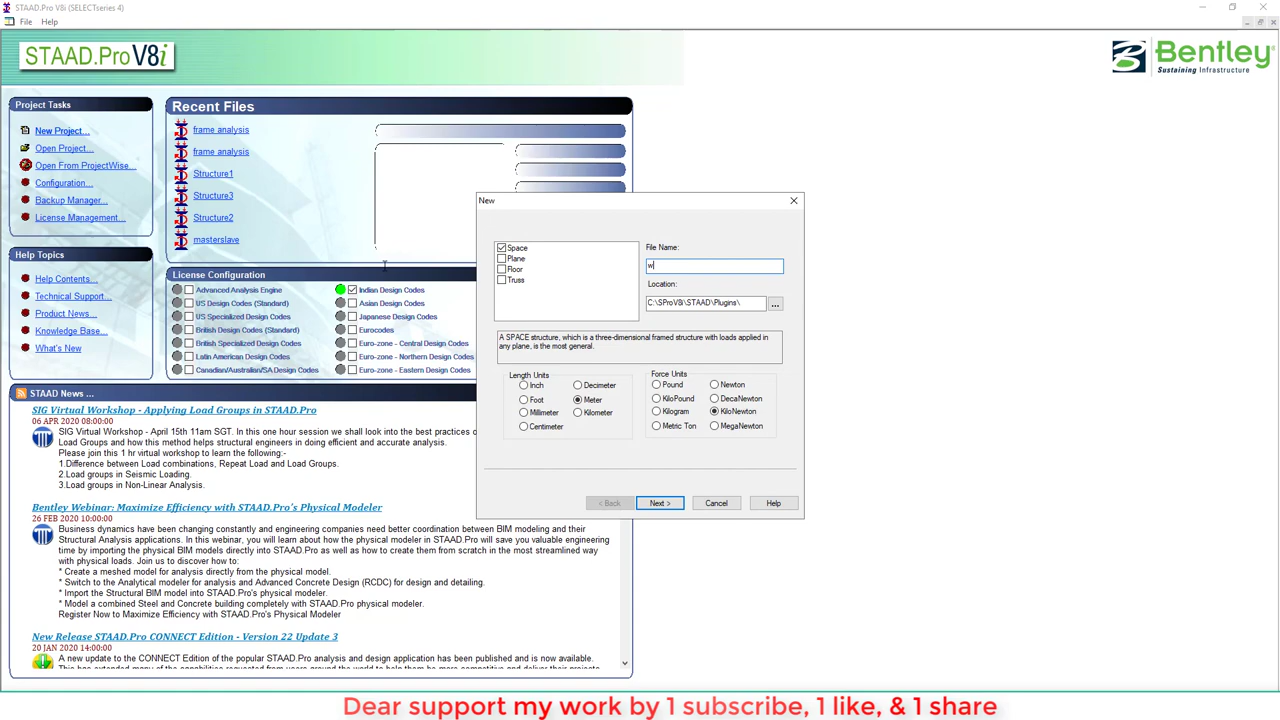 STAAD.Pro V8i (SELECTseries 4)
File Help
STAAD.ProV8i
Bentley
Sustaining Infrastructure
Project Tasks
New Project...
Open Project...
Open From ProjectWise...
Configuration...
Backup Manager...
License Management...
Recent Files
frame analysis
frame analysis
Structure1
Structure3
Structure2
masterslave
Help Topics
Help Contents...
Technical Support...
Product News...
Knowledge Base...
What's New
License Configuration
Advanced Analysis Engine
US Design Codes (Standard)
US Specialized Design Codes
British Design Codes (Standard)
British Specialized Design Codes
Latin American Design Codes
Canadian/Australian/SA Design Codes
Indian Design Codes
Asian Design Codes
Japanese Design Codes
Eurocodes
Euro-zone - Central Design Codes
Euro-zone - Northern Design Codes
Euro-zone - Eastern Design Codes
New
Space
Plane
Floor
Truss
File Name:
w
Location:
C:\SProV8i\STAAD\Plugins\
...
A SPACE structure, which is a three-dimensional framed structure with loads applied in
any plane, is the most general.
Length Units
Inch
Foot
Millimeter
Centimeter
Decimeter
Meter
Kilometer
Force Units
Pound
KiloPound
Kilogram
Metric Ton
Newton
DecaNewton
KiloNewton
MegaNewton
< Back
Next >
Cancel
Help
STAAD News ...
SIG Virtual Workshop - Applying Load Groups in STAAD.Pro
06 APR 2020 08:00:00
SIG Virtual Workshop - April 15th 11am SGT. In this one hour session we shall look into the best practices o
Load Groups and how this method helps structural engineers in doing efficient and accurate analysis.
Please join this 1 hr virtual workshop to learn the following:-
1.Difference between Load combinations, Repeat Load and Load Groups.
2.Load groups in Seismic Loading.
3.Load groups in Non-Linear Analysis.
Bentley Webinar: Maximize Efficiency with STAAD.Pro's Physical Modeler
26 FEB 2020 10:00:00
Business dynamics have been changing constantly and engineering companies need better coordination between BIM modeling and their
Structural Analysis applications. In this webinar, you will learn about how the physical modeler in STAAD.Pro will save you valuable engineering
time by importing the physical BIM models directly into STAAD.Pro as well as how to create them from scratch in the most streamlined way
with physical loads. Join us to discover how to:
* Create a meshed model for analysis directly from the physical model.
* Switch to the Analytical modeler for analysis and Advanced Concrete Design (RCDC) for design and detailing.
* Import the Structural BIM model into STAAD.Pro's physical modeler.
* Model a combined Steel and Concrete building completely with STAAD.Pro physical modeler.
Register Now to Maximize Efficiency with STAAD.Pro's Physical Modeler
New Release STAAD.Pro CONNECT Edition - Version 22 Update 3
20 JAN 2020 14:00:00
A new update to the CONNECT Edition of the popular STAAD.Pro analysis and design application has been published and is now available.
Dear support my work by 1 subscribe, 1 like, & 1 share